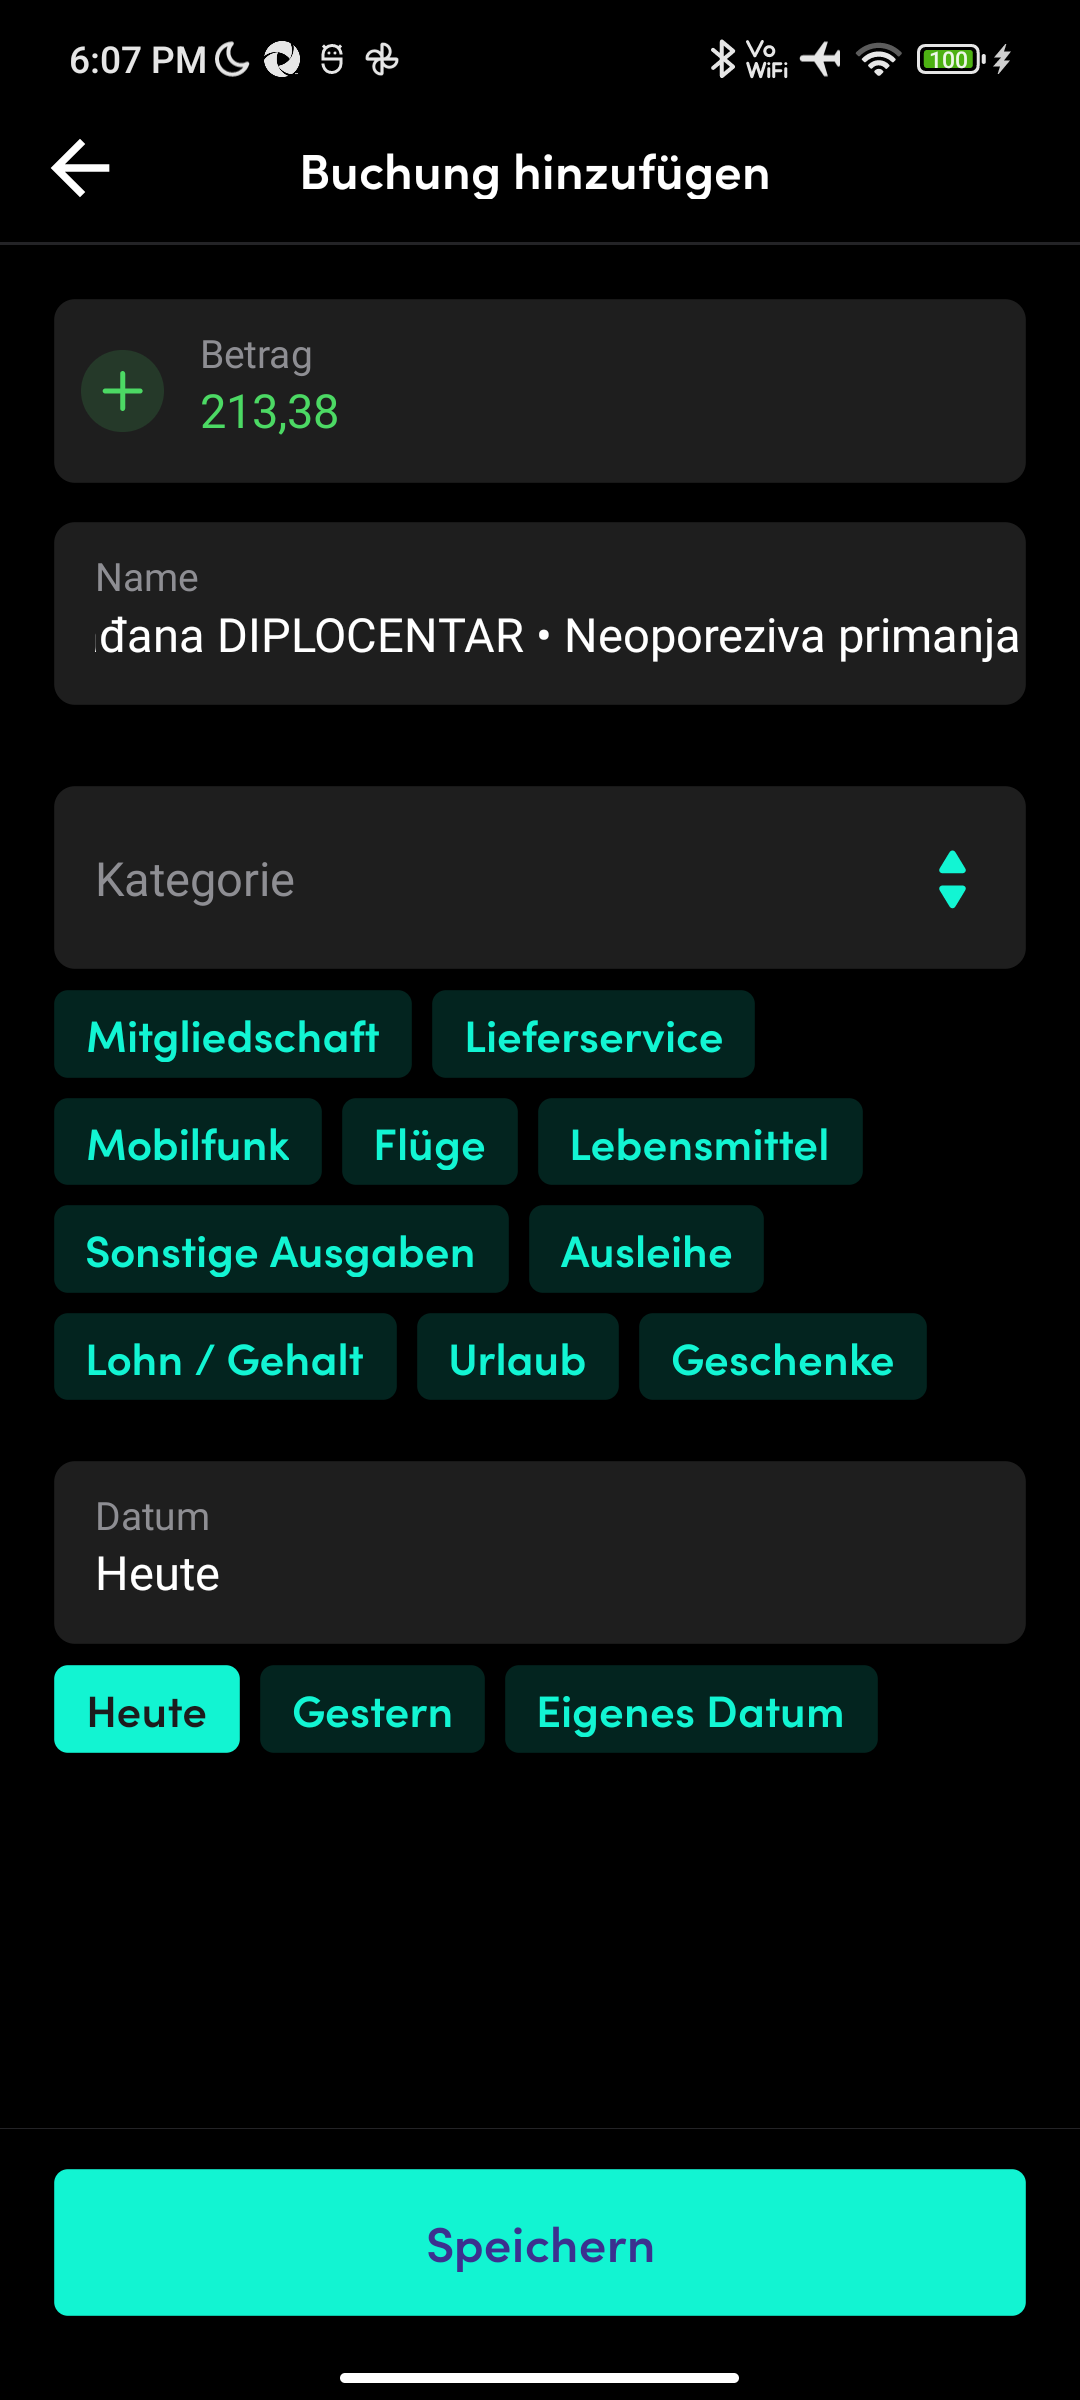 6:07 PM
Vo
WiFi
100
Buchung hinzufügen
Betrag
213,38
Name
đana DIPLOCENTAR • Neoporeziva primanja
Kategorie
Mitgliedschaft
Lieferservice
Mobilfunk
Flüge
Lebensmittel
Sonstige Ausgaben
Ausleihe
Lohn / Gehalt
Urlaub
Geschenke
Datum
Heute
Heute
Gestern
Eigenes Datum
Speichern